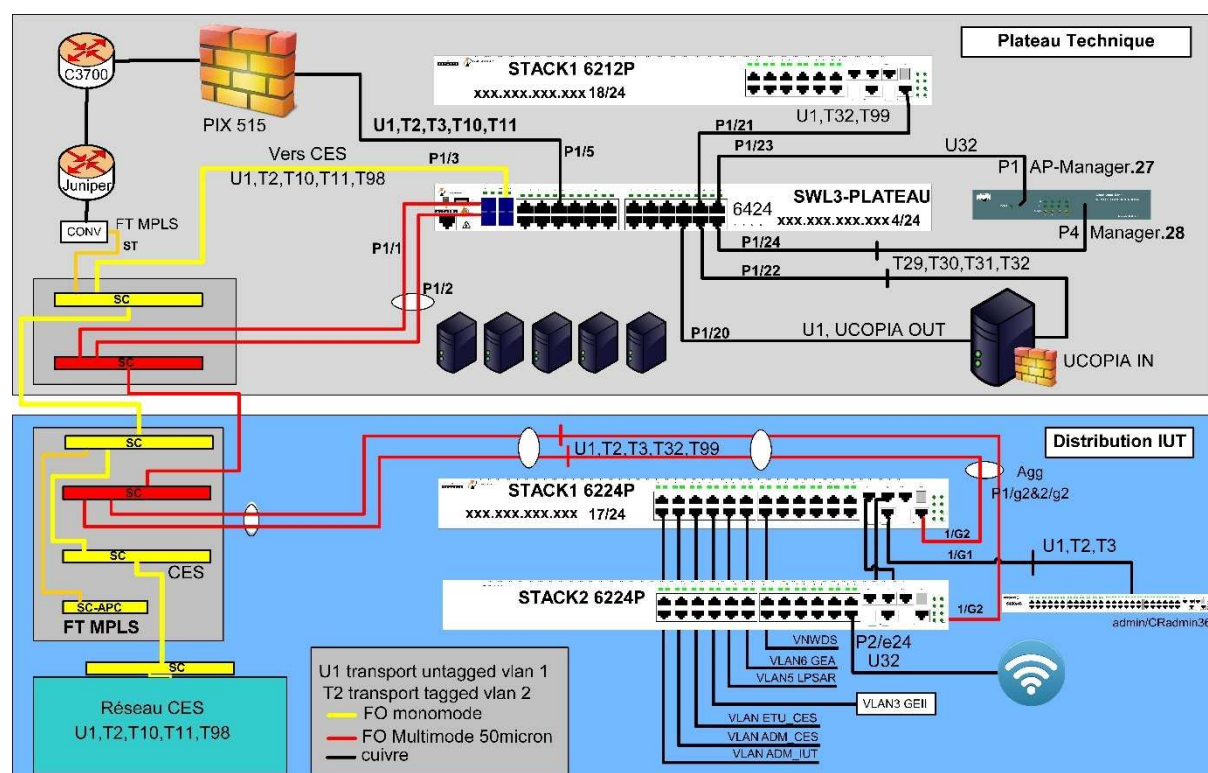 Plateau Technique
C3700
PIX 515
STACK1 6212P
xxx.xxx.xxx.xxx 18/24
U1,T32,T99
U1,T2,T3,T10,T11
P1/21
P1/23
U32
Vers CES
P1/3
P1/5
U1,T2,T10,T11,T98
P1 AP-Manager.27
Juniper
SWL3-PLATEAU
6424
xxx.xxx.xxx.xxx 4/24
CONV
FT MPLS
ST
P1/1
P1/24
P4 Manager.28
T29,T30,T31,T32
P1/22
P1/2
SC
P1/20
U1, UCOPIA OUT
UCOPIA IN
SC
Distribution IUT
SC
U1,T2,T3,T32,T99
Agg
P1/g2&2/g2
SC
STACK1 6224P
xxx.xxx.xxx.xxx 17/24
1/G2
1/G1
U1,T2,T3
SC
CES
STACK2 6224P
1/G2
SC-APC
FT MPLS
admin/CRadmin36
VNWDS
P2/e24
U32
VLAN6 GEA
VLAN5 LPSAR
SC
U1 transport untagged vlan 1
T2 transport tagged vlan 2
FO monomode
FO Multimode 50micron
cuivre
VLAN3 GEII
Réseau CES
U1,T2,T10,T11,T98
VLAN ETU_CES
VLAN ADM_CES
VLAN ADM_IUT